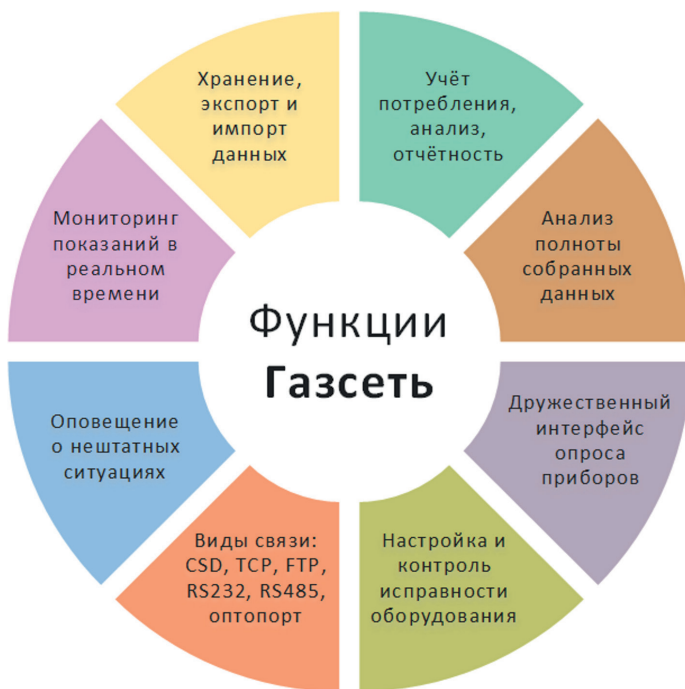 Функции
Газсеть
Учёт
потребления,
анализ,
отчётность
Анализ
полноты
собранных
данных
Дружественный
интерфейс
опроса
приборов
Настройка и
контроль
исправности
оборудования
Виды связи:
CSD, TCP, FTP,
RS232, RS485,
оптопорт
Оповещение
о нештатных
ситуациях
Мониторинг
показаний в
реальном
времени
Хранение,
экспорт и
импорт
данных